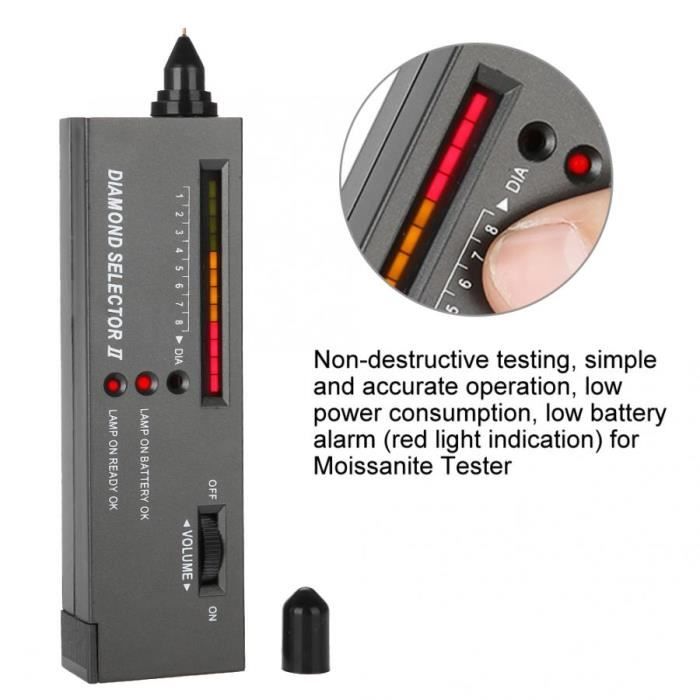 DIAMOND SELECTOR II
1 2 3 4 5 6 7 8 ▶ DIA
LAMP ON BATTERY OK
LAMP ON READY OK
OFF
◀VOLUME▶
ON
5 6 7 8 ▶ DIA
Non-destructive testing, simple
and accurate operation, low
power consumption, low battery
alarm (red light indication) for
Moissanite Tester